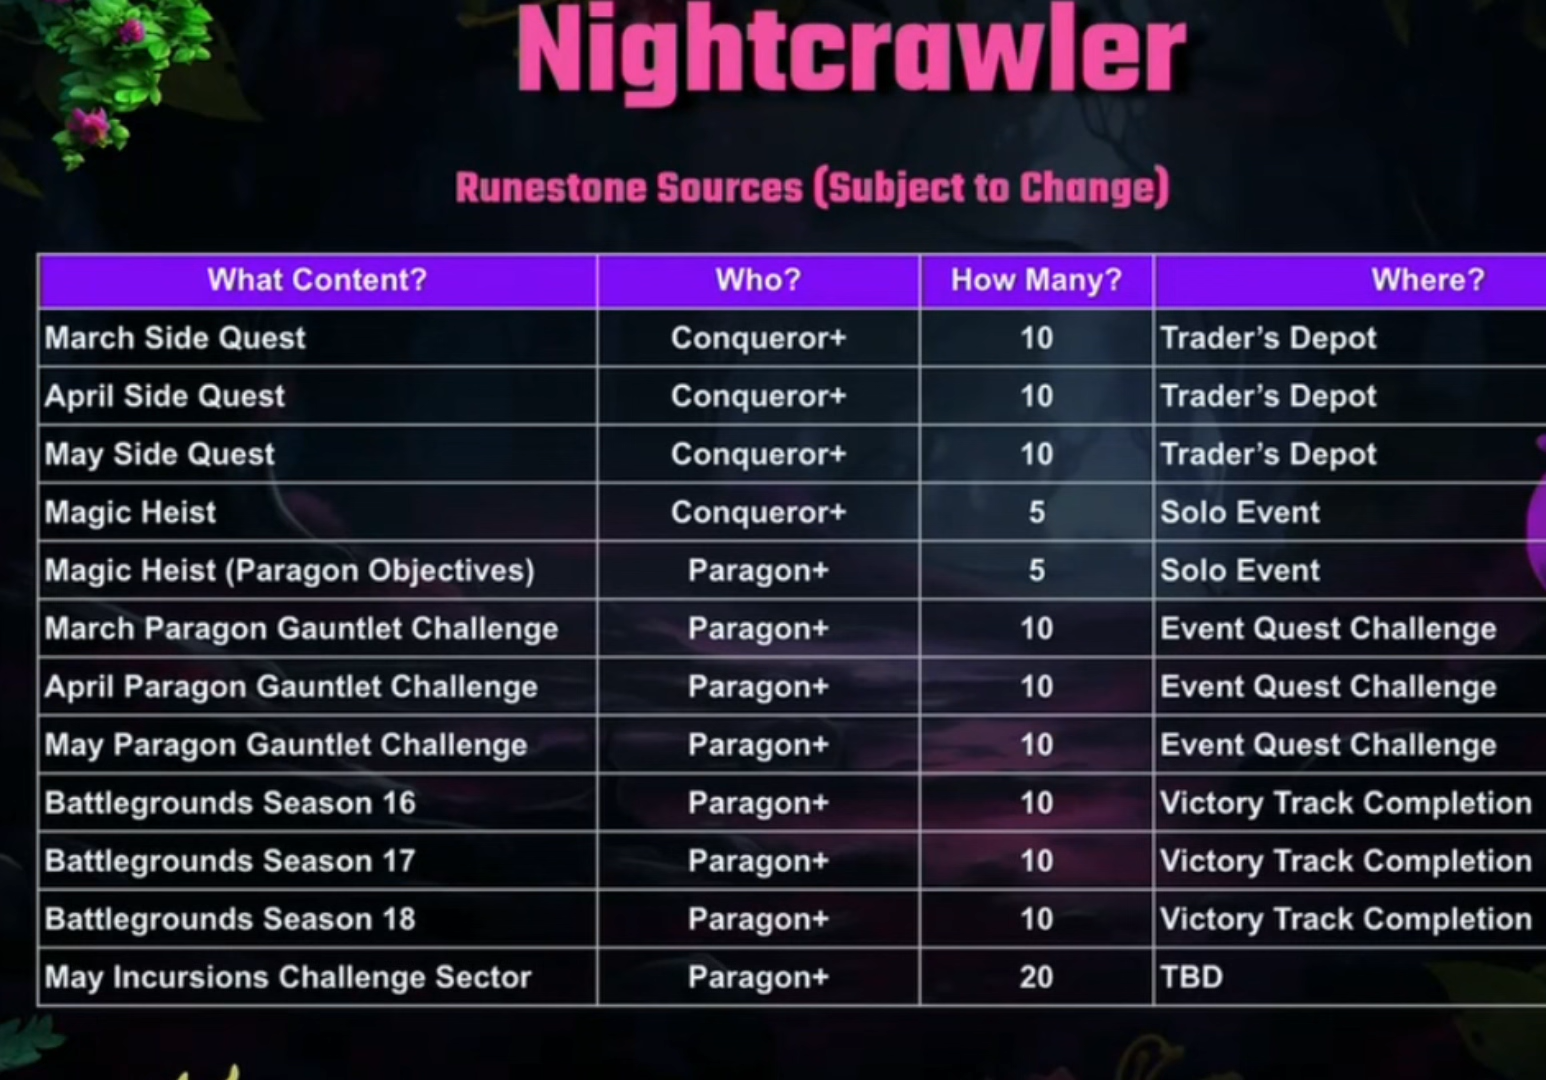 Nightcrawler
Runestone Sources (Subject to Change)
What Content? Who? How Many? Where?
March Side Quest Conqueror+ 10 Trader’s Depot
April Side Quest Conqueror+ 10 Trader’s Depot
May Side Quest Conqueror+ 10 Trader’s Depot
Magic Heist Conqueror+ 5 Solo Event
Magic Heist (Paragon Objectives) Paragon+ 5 Solo Event
March Paragon Gauntlet Challenge Paragon+ 10 Event Quest Challenge
April Paragon Gauntlet Challenge Paragon+ 10 Event Quest Challenge
May Paragon Gauntlet Challenge Paragon+ 10 Event Quest Challenge
Battlegrounds Season 16 Paragon+ 10 Victory Track Completion
Battlegrounds Season 17 Paragon+ 10 Victory Track Completion
Battlegrounds Season 18 Paragon+ 10 Victory Track Completion
May Incursions Challenge Sector Paragon+ 20 TBD